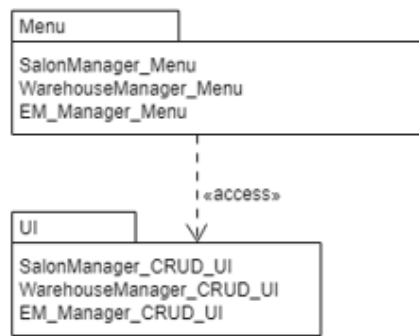 Menu
SalonManager_Menu
WarehouseManager_Menu
EM_Manager_Menu
«access»
UI
SalonManager_CRUD_UI
WarehouseManager_CRUD_UI
EM_Manager_CRUD_UI